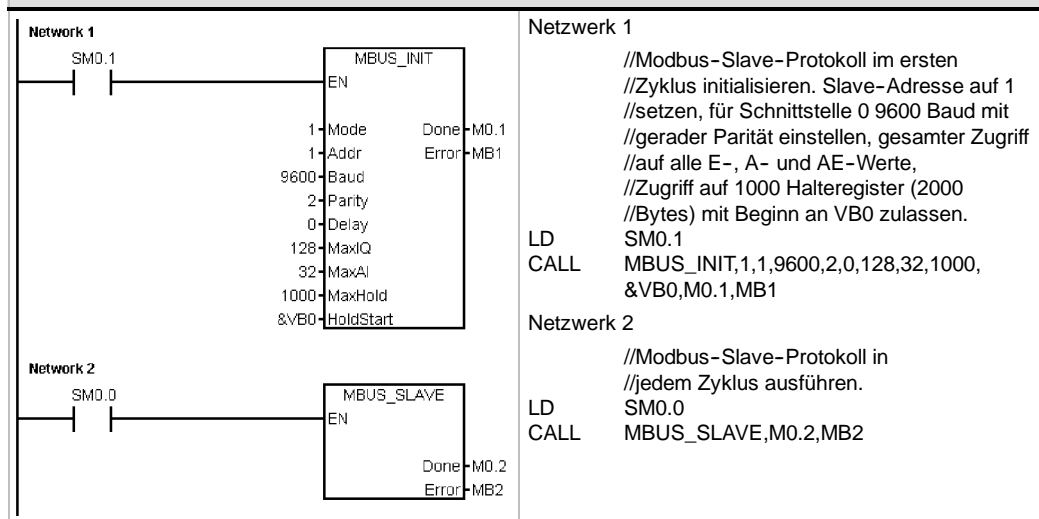 Network 1
SM0.1
MBUS_INIT
EN
1 Mode Done M0.1
1 Addr Error MB1
9600 Baud
2 Parity
0 Delay
128 MaxIQ
32 MaxAI
1000 MaxHold
&VB0 HoldStart
Network 2
SM0.0
MBUS_SLAVE
EN
Done M0.2
Error MB2
Netzwerk 1
//Modbus-Slave-Protokoll im ersten
//Zyklus initialisieren. Slave-Adresse auf 1
//setzen, für Schnittstelle 0 9600 Baud mit
//gerader Parität einstellen, gesamter Zugriff
//auf alle E-, A- und AE-Werte,
//Zugriff auf 1000 Halteregister (2000
//Bytes) mit Beginn an VB0 zulassen.
LD SM0.1
CALL MBUS_INIT,1,1,9600,2,0,128,32,1000,
&VB0,M0.1,MB1
Netzwerk 2
//Modbus-Slave-Protokoll in
//jedem Zyklus ausführen.
LD SM0.0
CALL MBUS_SLAVE,M0.2,MB2